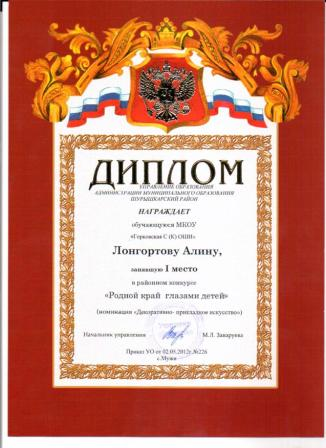 ДИПЛОМ
УПРАВЛЕНИЕ ОБРАЗОВАНИЯ
АДМИНИСТРАЦИИ МУНИЦИПАЛЬНОГО ОБРАЗОВАНИЯ
ШУРЫШКАРСКИЙ РАЙОН
НАГРАЖДАЕТ
обучающуюся МКОУ
«Горковская С (К) ОШИ»
Лонгортову Алину,
занявшую I место
в районном конкурсе
«Родной край глазами детей»
(номинация «Декоративно- прикладное искусство»)
Начальник управления М.Л. Заваруева
Приказ УО от 02.05.2012г.№226
с.Мужи